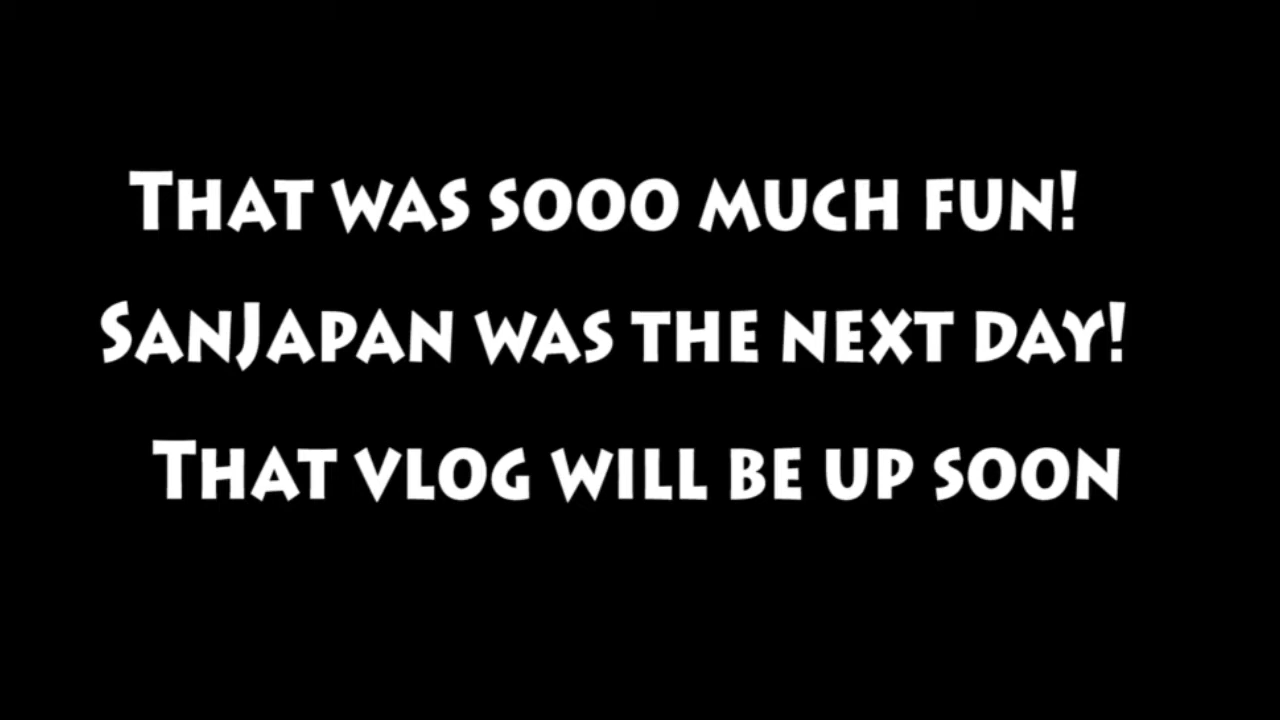 That was sooo much fun!
SanJapan was the next day!
That vlog will be up soon